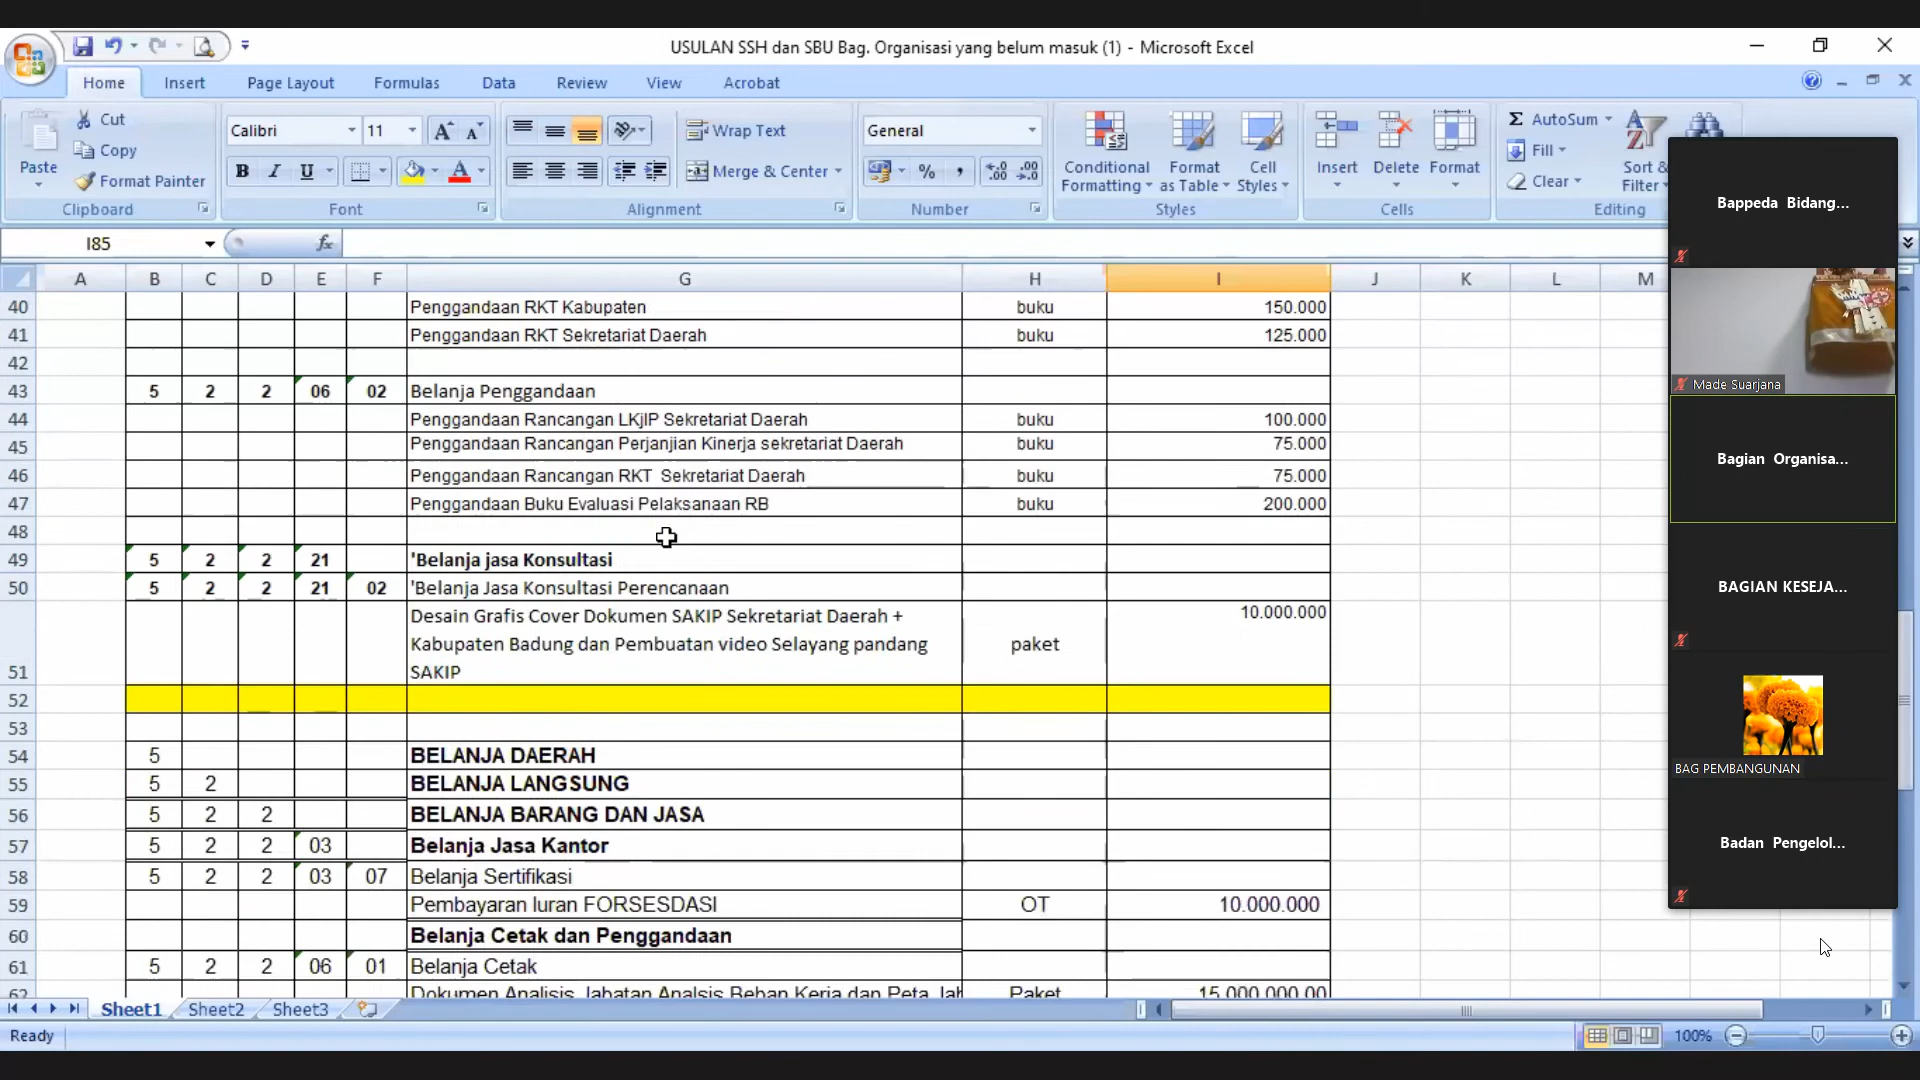 USULAN SSH dan SBU Bag. Organisasi yang belum masuk (1) - Microsoft Excel
Home Insert Page Layout Formulas Data Review View Acrobat
Paste
Cut
Copy
Format Painter
Clipboard
Calibri 11
B I U
Font
Wrap Text
Merge & Center
Alignment
General
%
Number
Conditional Formatting
Format as Table
Cell Styles
Styles
Insert Delete Format
Cells
AutoSum
Fill
Clear
Sort &
Filter
Editing
I85
fx
A B C D E F G H I J K L M
40 Penggandaan RKT Kabupaten buku 150.000
41 Penggandaan RKT Sekretariat Daerah buku 125.000
42
43 5 2 2 06 02 Belanja Penggandaan
44 Penggandaan Rancangan LKjIP Sekretariat Daerah buku 100.000
45 Penggandaan Rancangan Perjanjian Kinerja sekretariat Daerah buku 75.000
46 Penggandaan Rancangan RKT Sekretariat Daerah buku 75.000
47 Penggandaan Buku Evaluasi Pelaksanaan RB buku 200.000
48
49 5 2 2 21 'Belanja jasa Konsultasi
50 5 2 2 21 02 'Belanja Jasa Konsultasi Perencanaan
Desain Grafis Cover Dokumen SAKIP Sekretariat Daerah + 10.000.000
Kabupaten Badung dan Pembuatan video Selayang pandang paket
51 SAKIP
52
53
54 5 BELANJA DAERAH
55 5 2 BELANJA LANGSUNG
56 5 2 2 BELANJA BARANG DAN JASA
57 5 2 2 03 Belanja Jasa Kantor
58 5 2 2 03 07 Belanja Sertifikasi
59 Pembayaran Iuran FORSESDASI OT 10.000.000
60 Belanja Cetak dan Penggandaan
61 5 2 2 06 01 Belanja Cetak
62 Dokumen Analisis Jabatan Analsis Beban Kerja dan Peta Jab Paket 15.000.000,00
Sheet1 Sheet2 Sheet3
Ready
100%
Bappeda Bidang...
Made Suarjana
Bagian Organisa...
BAGIAN KESEJA...
BAG PEMBANGUNAN
Badan Pengelol...